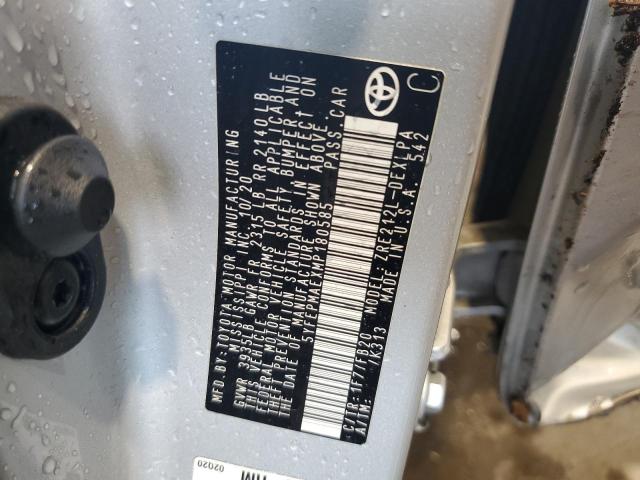 MFD. BY: TOYOTA MOTOR MANUFACTURING
MISSISSIPPI INC. 10/20
GVWR 3935LB GAWR FR 2315 LB RR 2140LB
THIS VEHICLE CONFORMS TO ALL APPLICABLE
FEDERAL MOTOR VEHICLE SAFETY, BUMPER AND
THEFT PREVENTION STANDARDS IN EFFECT ON
THE DATE OF MANUFACTURE SHOWN ABOVE.
PASS. CAR
C/TR: 1F7/FB20 MODEL: ZRE212L-DEXLPA
A/TM: /K313 MADE IN U.S.A. 542
C
02020